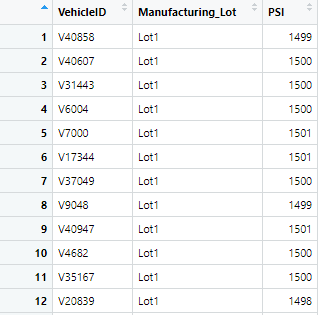 VehicleID Manufacturing_Lot PSI
1 V40858 Lot1 1499
2 V40607 Lot1 1500
3 V31443 Lot1 1500
4 V6004 Lot1 1500
5 V7000 Lot1 1501
6 V17344 Lot1 1501
7 V37049 Lot1 1500
8 V9048 Lot1 1499
9 V40947 Lot1 1501
10 V4682 Lot1 1500
11 V35167 Lot1 1500
12 V20839 Lot1 1498